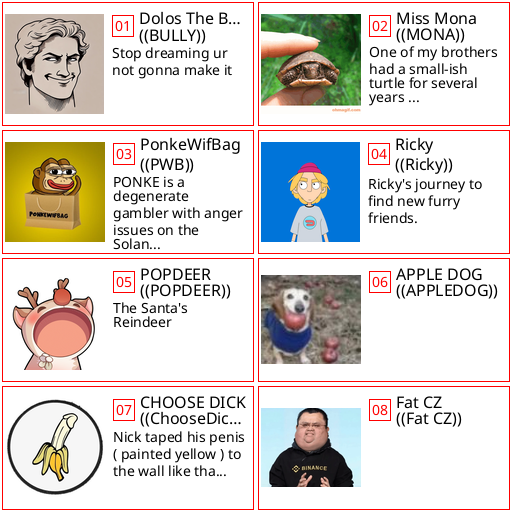 01 Dolos The B...
((BULLY))
Stop dreaming ur
not gonna make it
02 Miss Mona
((MONA))
One of my brothers
had a small-ish
turtle for several
years ...
03 PonkeWifBag
((PWB))
PONKE is a
degenerate
gambler with anger
issues on the
Solan...
PONKEWIFBAG
04 Ricky
((Ricky))
Ricky's journey to
find new furry
friends.
05 POPDEER
((POPDEER))
The Santa's
Reindeer
06 APPLE DOG
((APPLEDOG))
07 CHOOSE DICK
((ChooseDic...
Nick taped his penis
( painted yellow ) to
the wall like tha...
08 Fat CZ
((Fat CZ))
BINANCE